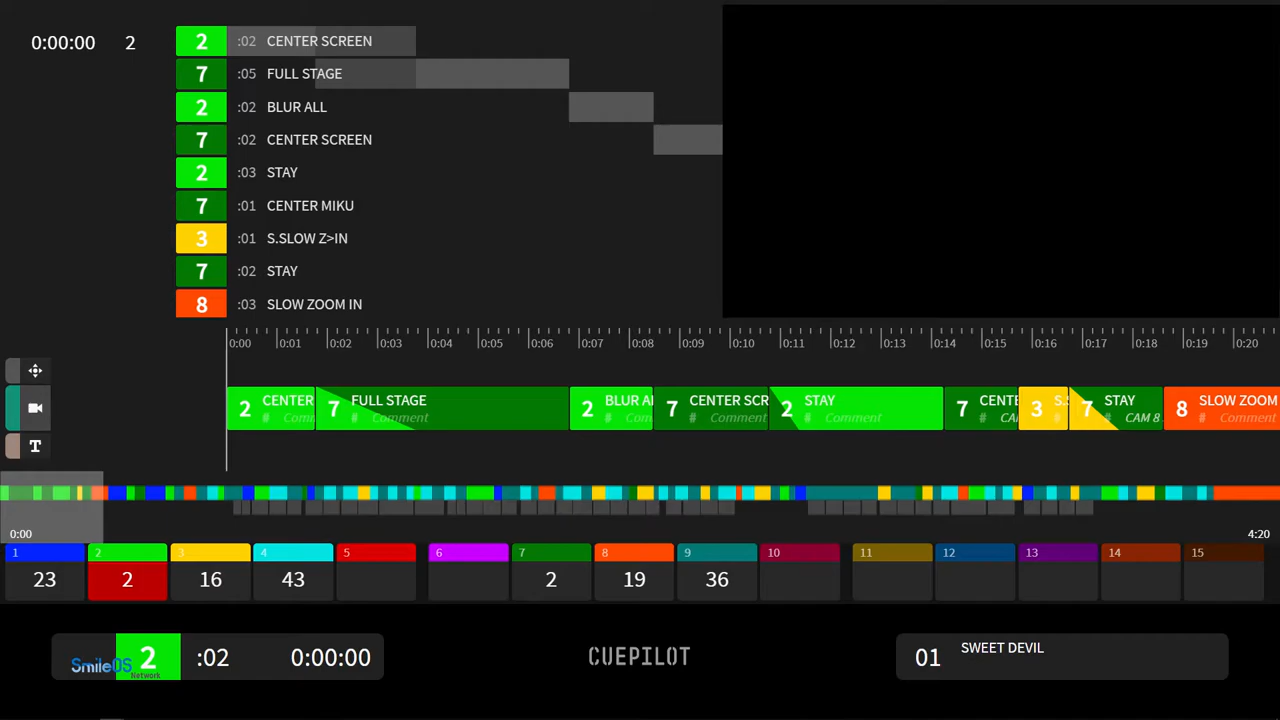 0:00:00 2
2 :02 CENTER SCREEN
7 :05 FULL STAGE
2 :02 BLUR ALL
7 :02 CENTER SCREEN
2 :03 STAY
7 :01 CENTER MIKU
3 :01 S.SLOW Z>IN
7 :02 STAY
8 :03 SLOW ZOOM IN
0:00 0:01 0:02 0:03 0:04 0:05 0:06 0:07 0:08 0:09 0:10 0:11 0:12 0:13 0:14 0:15 0:16 0:17 0:18 0:19 0:20
2 CENTER 7 FULL STAGE 2 BLUR AL 7 CENTER SCR 2 STAY 7 CENTE 3 S. 7 STAY 8 SLOW ZOOM
# Comm # Comment # Com # Comment # Comment # CAM # # CAM 8 # Comment
T
0:00 4:20
1 2 3 4 5 6 7 8 9 10 11 12 13 14 15
23 2 16 43 2 19 36
SmileOS Network 2 :02 0:00:00 CUEPILOT 01 SWEET DEVIL